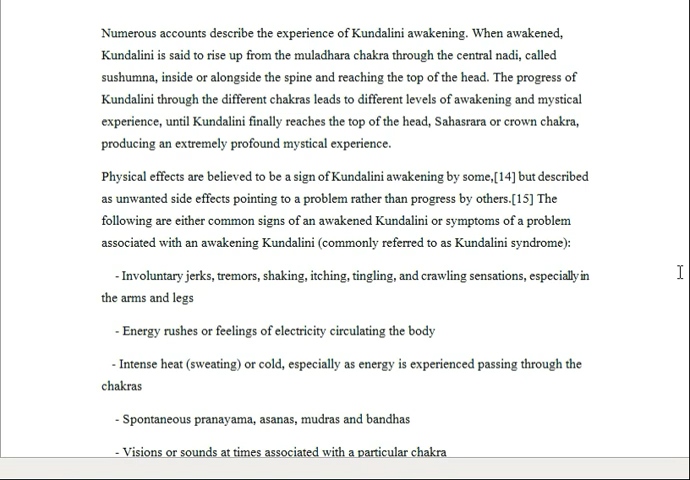 Numerous accounts describe the experience of Kundalini awakening. When awakened,
Kundalini is said to rise up from the muladhara chakra through the central nadi, called
sushumna, inside or alongside the spine and reaching the top of the head. The progress of
Kundalini through the different chakras leads to different levels of awakening and mystical
experience, until Kundalini finally reaches the top of the head, Sahasrara or crown chakra,
producing an extremely profound mystical experience.
Physical effects are believed to be a sign of Kundalini awakening by some,[14] but described
as unwanted side effects pointing to a problem rather than progress by others.[15] The
following are either common signs of an awakened Kundalini or symptoms of a problem
associated with an awakening Kundalini (commonly referred to as Kundalini syndrome):
- Involuntary jerks, tremors, shaking, itching, tingling, and crawling sensations, especially in
the arms and legs
- Energy rushes or feelings of electricity circulating the body
- Intense heat (sweating) or cold, especially as energy is experienced passing through the
chakras
- Spontaneous pranayama, asanas, mudras and bandhas
- Visions or sounds at times associated with a particular chakra